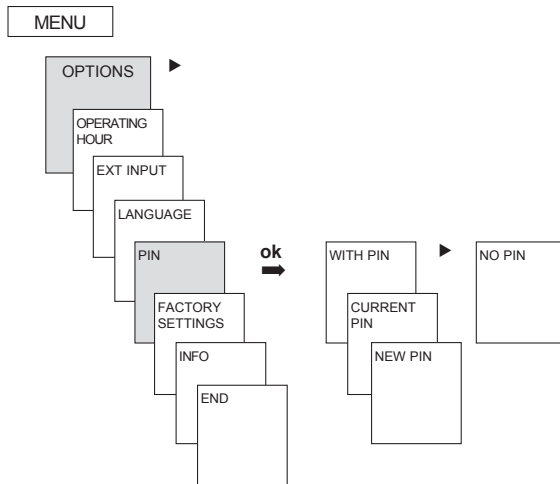 MENU
OPTIONS
OPERATING
HOUR
EXT INPUT
LANGUAGE
PIN
ok
WITH PIN
NO PIN
FACTORY
SETTINGS
CURRENT
PIN
INFO
NEW PIN
END